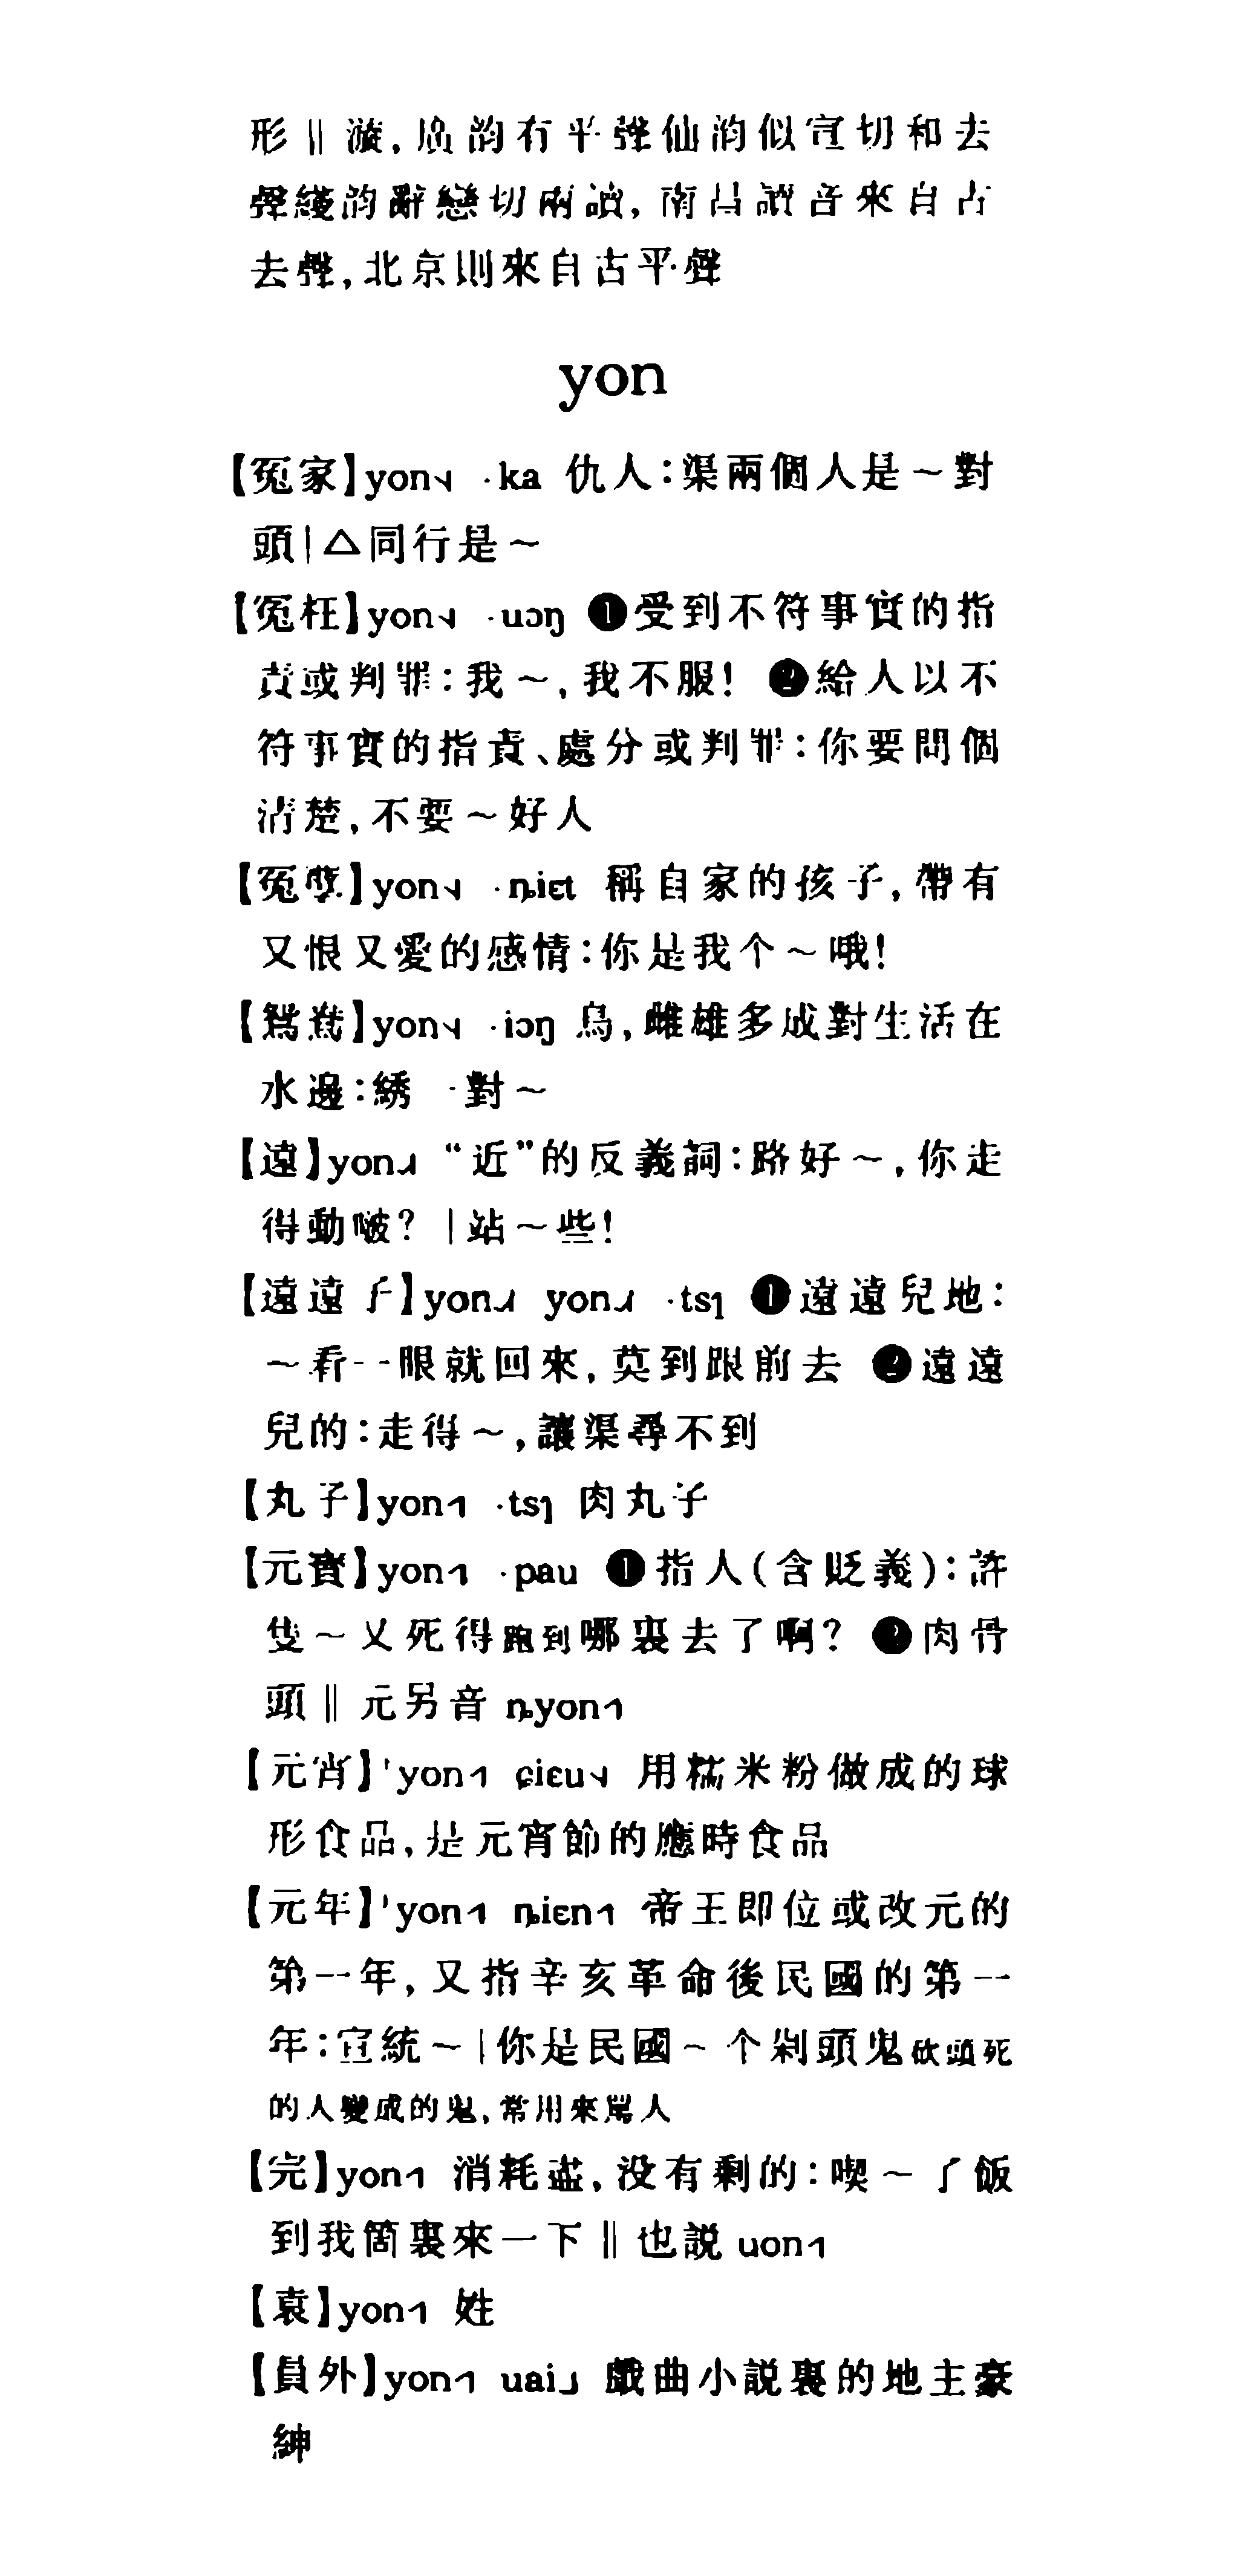 形‖漩，廣韵有平聲仙韵似宣切和去
聲綫韵辭戀切兩讀，南昌讀音來自古
去聲，北京則來自古平聲
yon
【冤家】yon˧˩ ·ka 仇人：渠兩個人是～對
頭|△同行是～
【冤枉】yon˧˩ ·uɔŋ ❶受到不符事實的指
責或判罪：我～，我不服！ ❷給人以不
符事實的指責、處分或判罪：你要問個
清楚，不要～好人
【冤孽】yon˧˩ ·ȵiɛt 稱自家的孩子，帶有
又恨又愛的感情：你是我个～哦！
【鴛鴦】yon˧˩ ·iɔŋ 鳥，雌雄多成對生活在
水邊：綉一對～
【遠】yon˨˩˧ “近”的反義詞：路好～，你走
得動啵？|站～些！
【遠遠子】yon˨˩˧ yon˨˩˧ ·tsɿ ❶遠遠兒地：
～看一眼就回來，莫到跟前去 ❷遠遠
兒的：走得～，讓渠尋不到
【丸子】yon˧˥ ·tsɿ 肉丸子
【元寶】yon˧˥ ·pau ❶指人（含貶義）：許
隻～乂死得跑到哪裏去了啊？ ❷肉骨
頭‖元另音 ȵyon˧˥
【元宵】ˈyon˧˥ ɕiɛu˧˩ 用糯米粉做成的球
形食品，是元宵節的應時食品
【元年】ˈyon˧˥ ȵiɛn˧˥ 帝王即位或改元的
第一年，又指辛亥革命後民國的第一
年：宣統～|你是民國～个剁頭鬼砍頭死
的人變成的鬼，常用來駡人
【完】yon˧˥ 消耗盡，没有剩的：喫～了飯
到我箇裏來一下‖也説 uon˧˥
【袁】yon˧˥ 姓
【員外】yon˧˥ uai˩ 戲曲小説裏的地主豪
紳